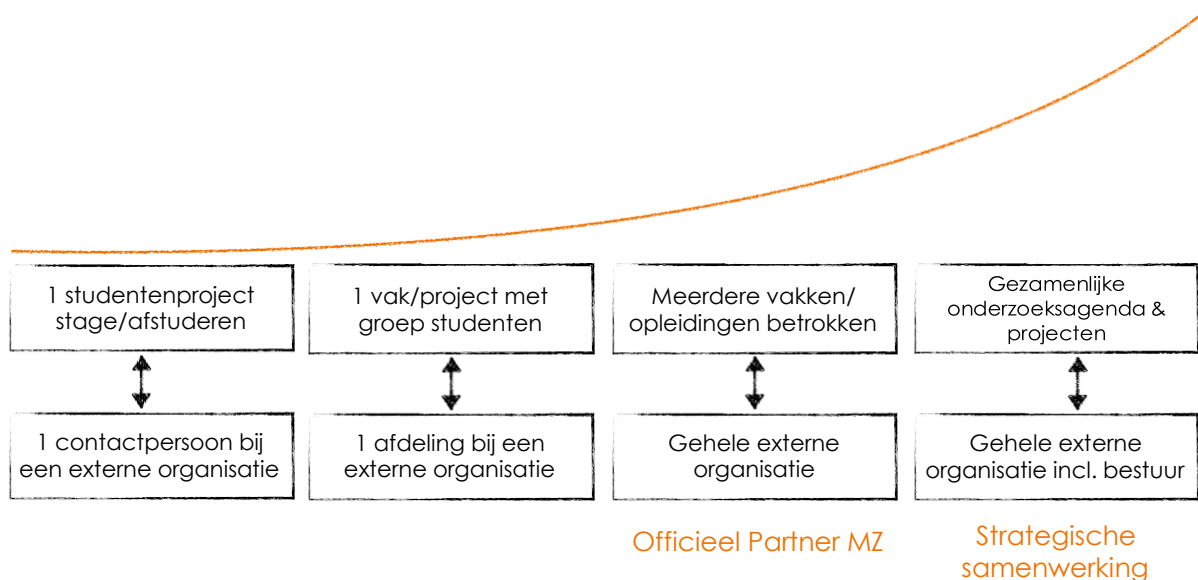 1 studentenproject
stage/afstuderen
1 vak/project met
groep studenten
Meerdere vakken/
opleidingen betrokken
Gezamenlijke
onderzoeksagenda &
projecten
1 contactpersoon bij
een externe organisatie
1 afdeling bij een
externe organisatie
Gehele externe
organisatie
Gehele externe
organisatie incl. bestuur
Officieel Partner MZ
Strategische
samenwerking